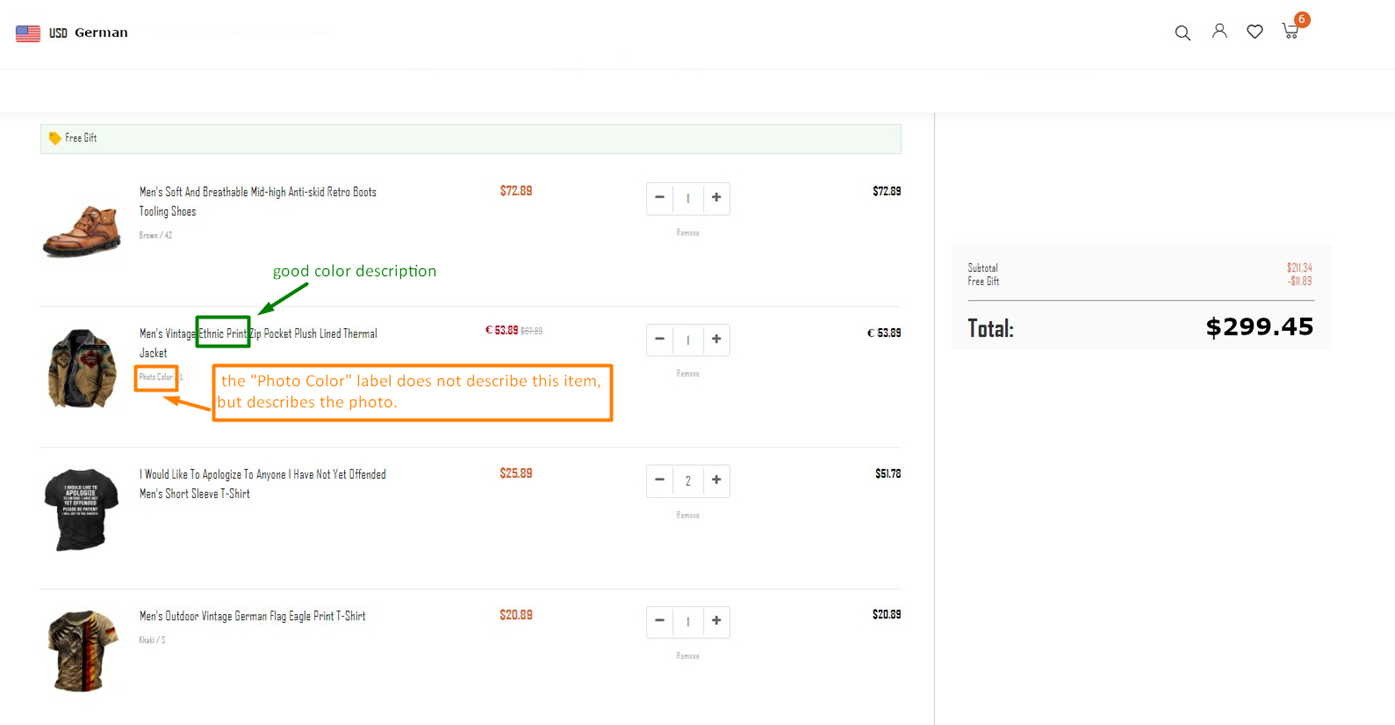 USD German
6
Free Gift
Men's Soft And Breathable Mid-high Anti-skid Retro Boots
Tooling Shoes
Brown / 42
$72.89
− 1 +
Remove
$72.89
good color description
Men's Vintage Ethnic Print Zip Pocket Plush Lined Thermal
Jacket
Photo Color L
€ 53.89 $67.89
− 1 +
Remove
€ 53.89
the "Photo Color" label does not describe this item,
but describes the photo.
I Would Like To Apologize To Anyone I Have Not Yet Offended
Men's Short Sleeve T-Shirt
$25.89
− 2 +
Remove
$51.78
I WOULD LIKE TO
APOLOGIZE
TO ANYONE I HAVE NOT
YET OFFENDED
PLEASE BE PATIENT
I WILL GET TO YOU SHORTLY
Men's Outdoor Vintage German Flag Eagle Print T-Shirt
Khaki / S
$20.89
− 1 +
Remove
$20.89
Subtotal $211.34
Free Gift -$11.89
Total: $299.45